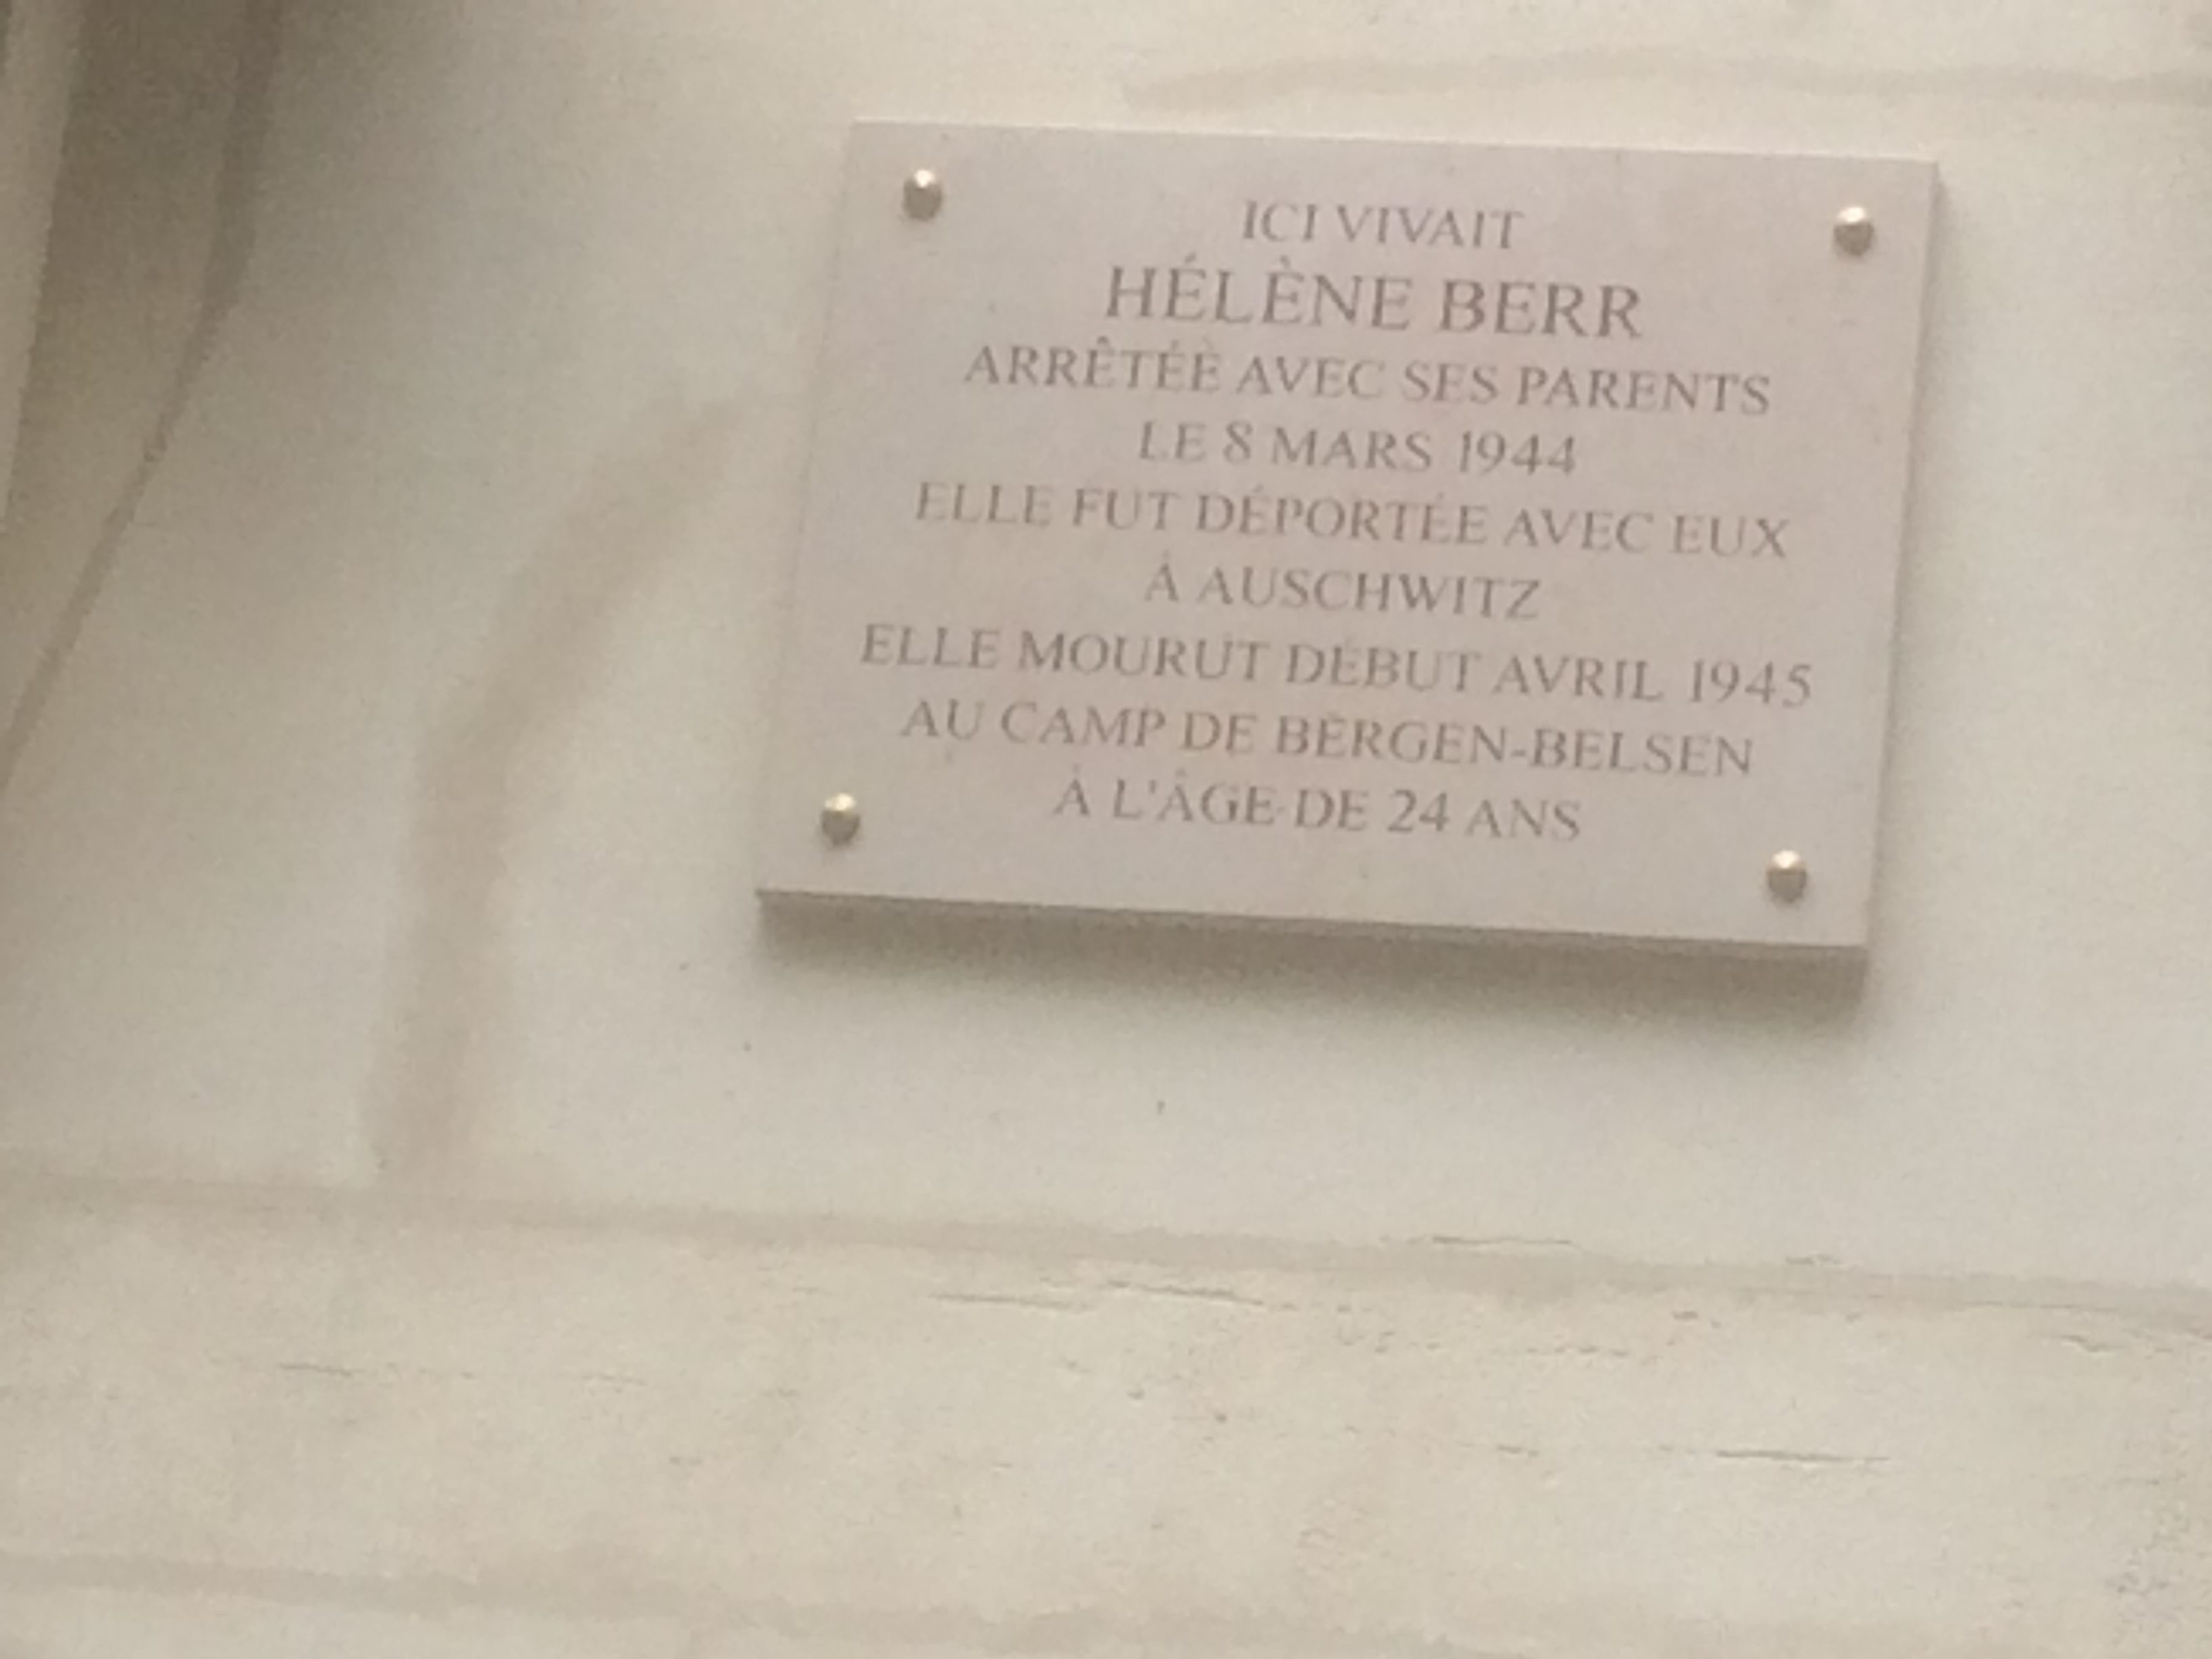 ICI VIVAIT
HÉLÈNE BERR
ARRÊTÉE AVEC SES PARENTS
LE 8 MARS 1944
ELLE FUT DÉPORTÉE AVEC EUX
À AUSCHWITZ
ELLE MOURUT DÉBUT AVRIL 1945
AU CAMP DE BERGEN-BELSEN
À L'ÂGE DE 24 ANS